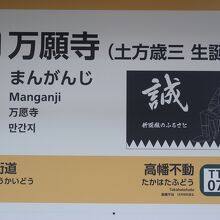 万願寺（土方歳三 生誕
まんがんじ
Manganji
万愿寺
만간지
誠
新選組のふるさと
街道
うかいどう
高幡不動
たかはたふどう
Takahatafudō
TT
07